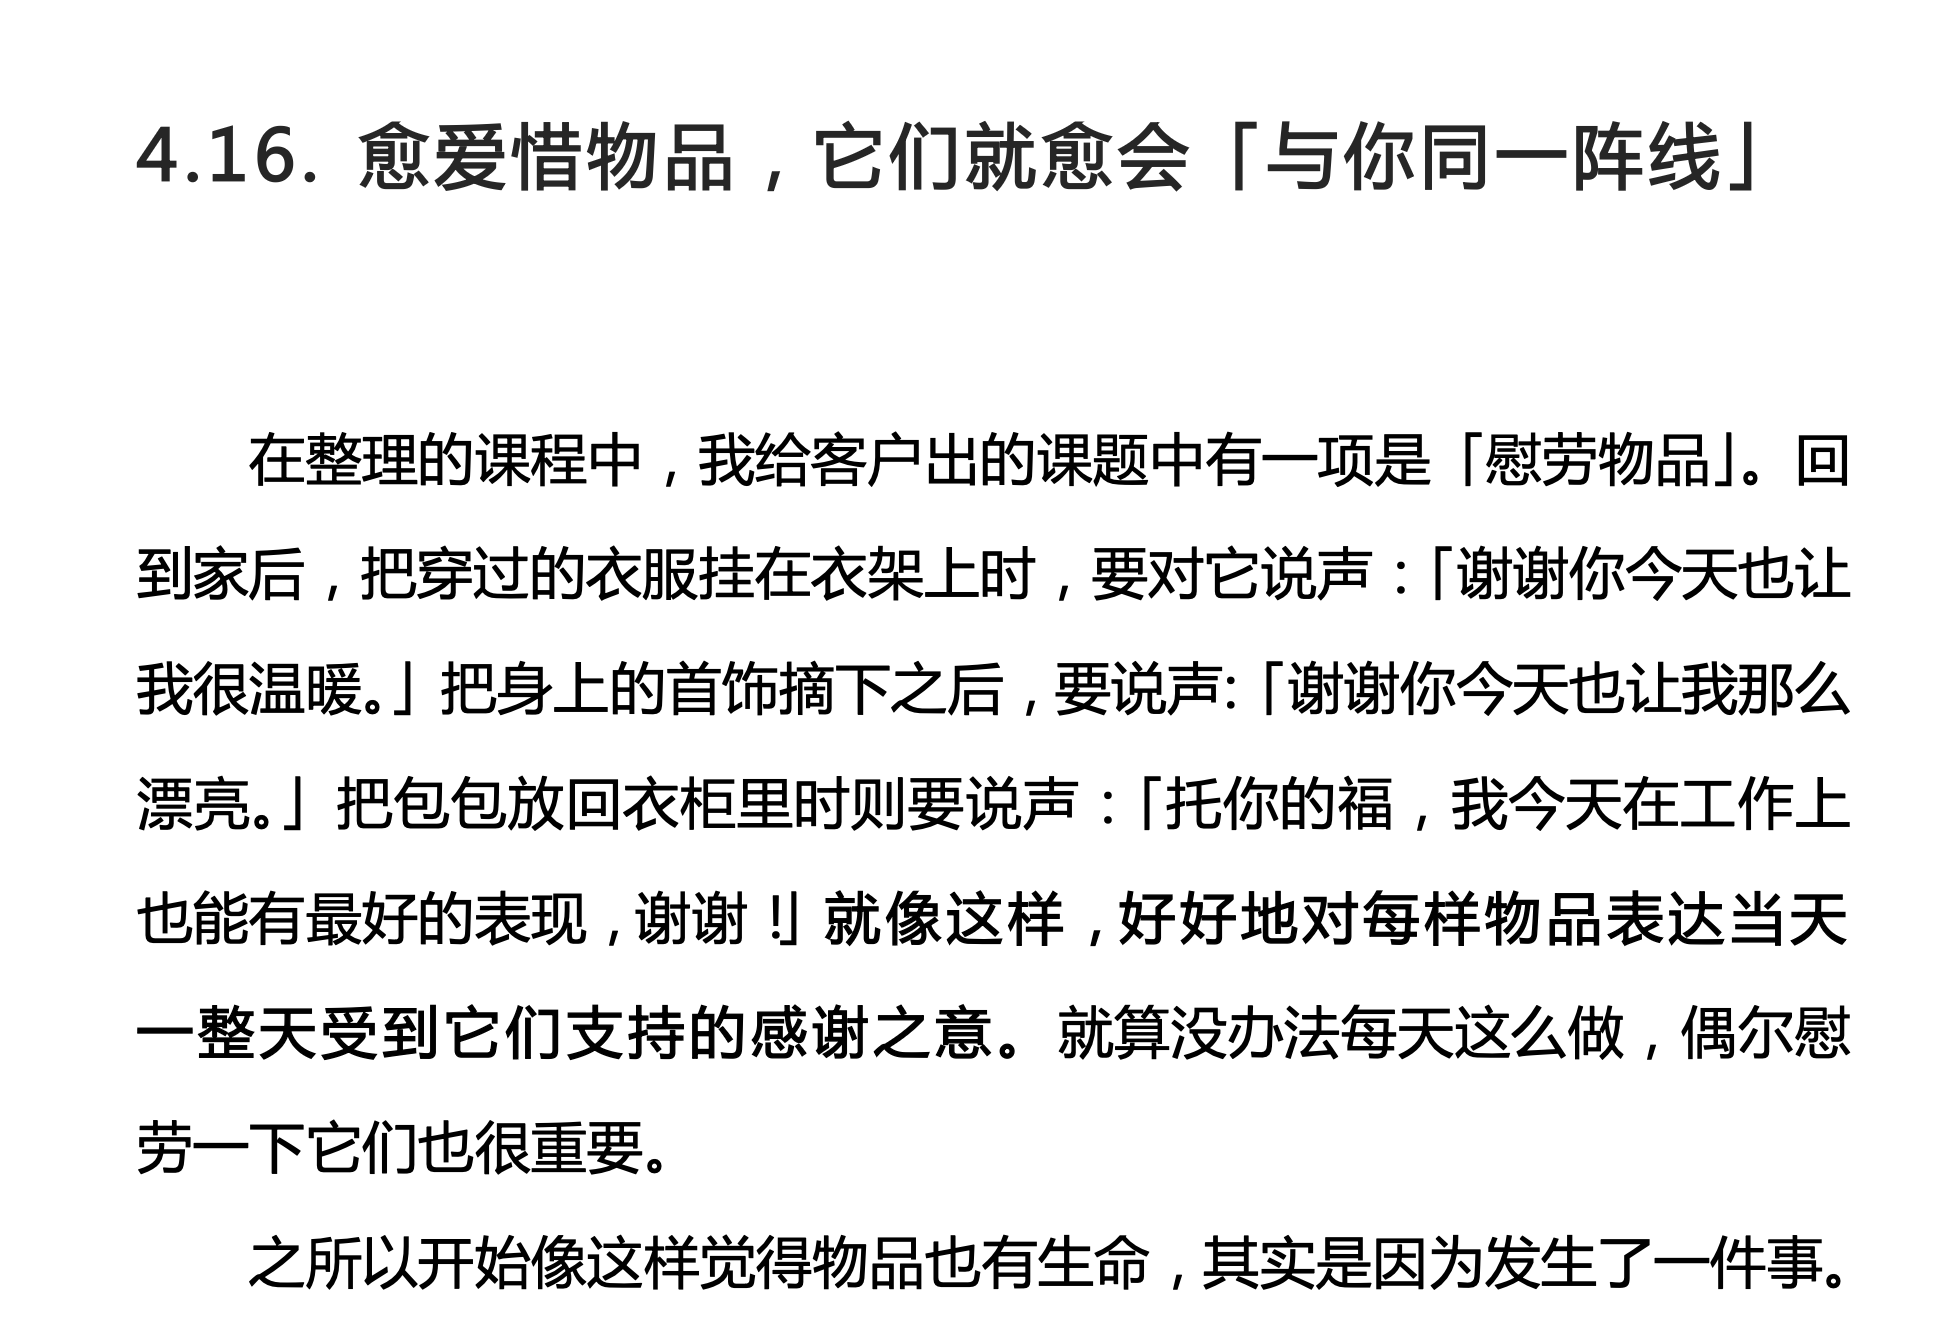 4.16. 愈爱惜物品，它们就愈会「与你同一阵线」
在整理的课程中，我给客户出的课题中有一项是「慰劳物品」。回
到家后，把穿过的衣服挂在衣架上时，要对它说声：「谢谢你今天也让
我很温暖。」把身上的首饰摘下之后，要说声：「谢谢你今天也让我那么
漂亮。」把包包放回衣柜里时则要说声：「托你的福，我今天在工作上
也能有最好的表现，谢谢！」就像这样，好好地对每样物品表达当天
一整天受到它们支持的感谢之意。就算没办法每天这么做，偶尔慰
劳一下它们也很重要。
之所以开始像这样觉得物品也有生命，其实是因为发生了一件事。